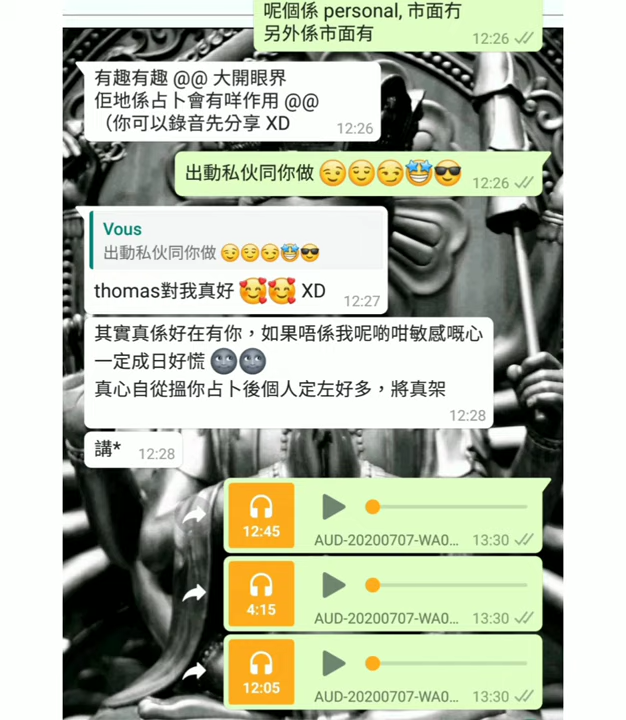 呢個係 personal, 市面冇
另外係市面有
12:26
有趣有趣 @@ 大開眼界
佢地係占卜會有咩作用 @@
（你可以錄音先分享 XD
12:26
出動私伙同你做 😏😌😏🤩😎
12:26
Vous
出動私伙同你做 😏😌😏🤩😎
thomas對我真好 🥰🥰 XD
12:27
其實真係好在有你，如果唔係我呢啲咁敏感嘅心
一定成日好慌 🌚🌚
真心自從搵你占卜後個人定左好多，將真架
12:28
講*
12:28
12:45
AUD-20200707-WA0...
13:30
4:15
AUD-20200707-WA0...
13:30
12:05
AUD-20200707-WA0...
13:30